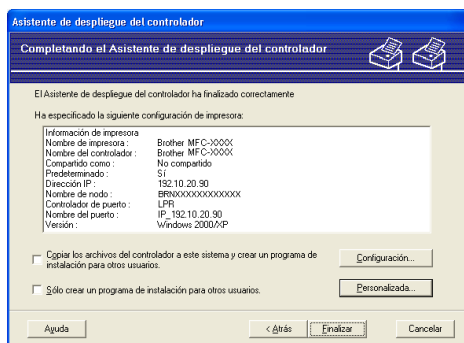 Asistente de despliegue del controlador
Completando el Asistente de despliegue del controlador
El Asistente de despliegue del controlador ha finalizado correctamente
Ha especificado la siguiente configuración de impresora:
Información de impresora
Nombre de impresora : Brother MFC-XXXX
Nombre del controlador : Brother MFC-XXXX
Compartido como : No compartido
Predeterminado : Sí
Dirección IP : 192.10.20.90
Nombre de nodo : BRNXXXXXXXXXXXX
Controlador de puerto : LPR
Nombre del puerto : IP_192.10.20.90
Versión : Windows 2000/XP
Copiar los archivos del controlador a este sistema y crear un programa de
instalación para otros usuarios.
Configuración...
Sólo crear un programa de instalación para otros usuarios.
Personalizada...
Ayuda
< Atrás
Finalizar
Cancelar